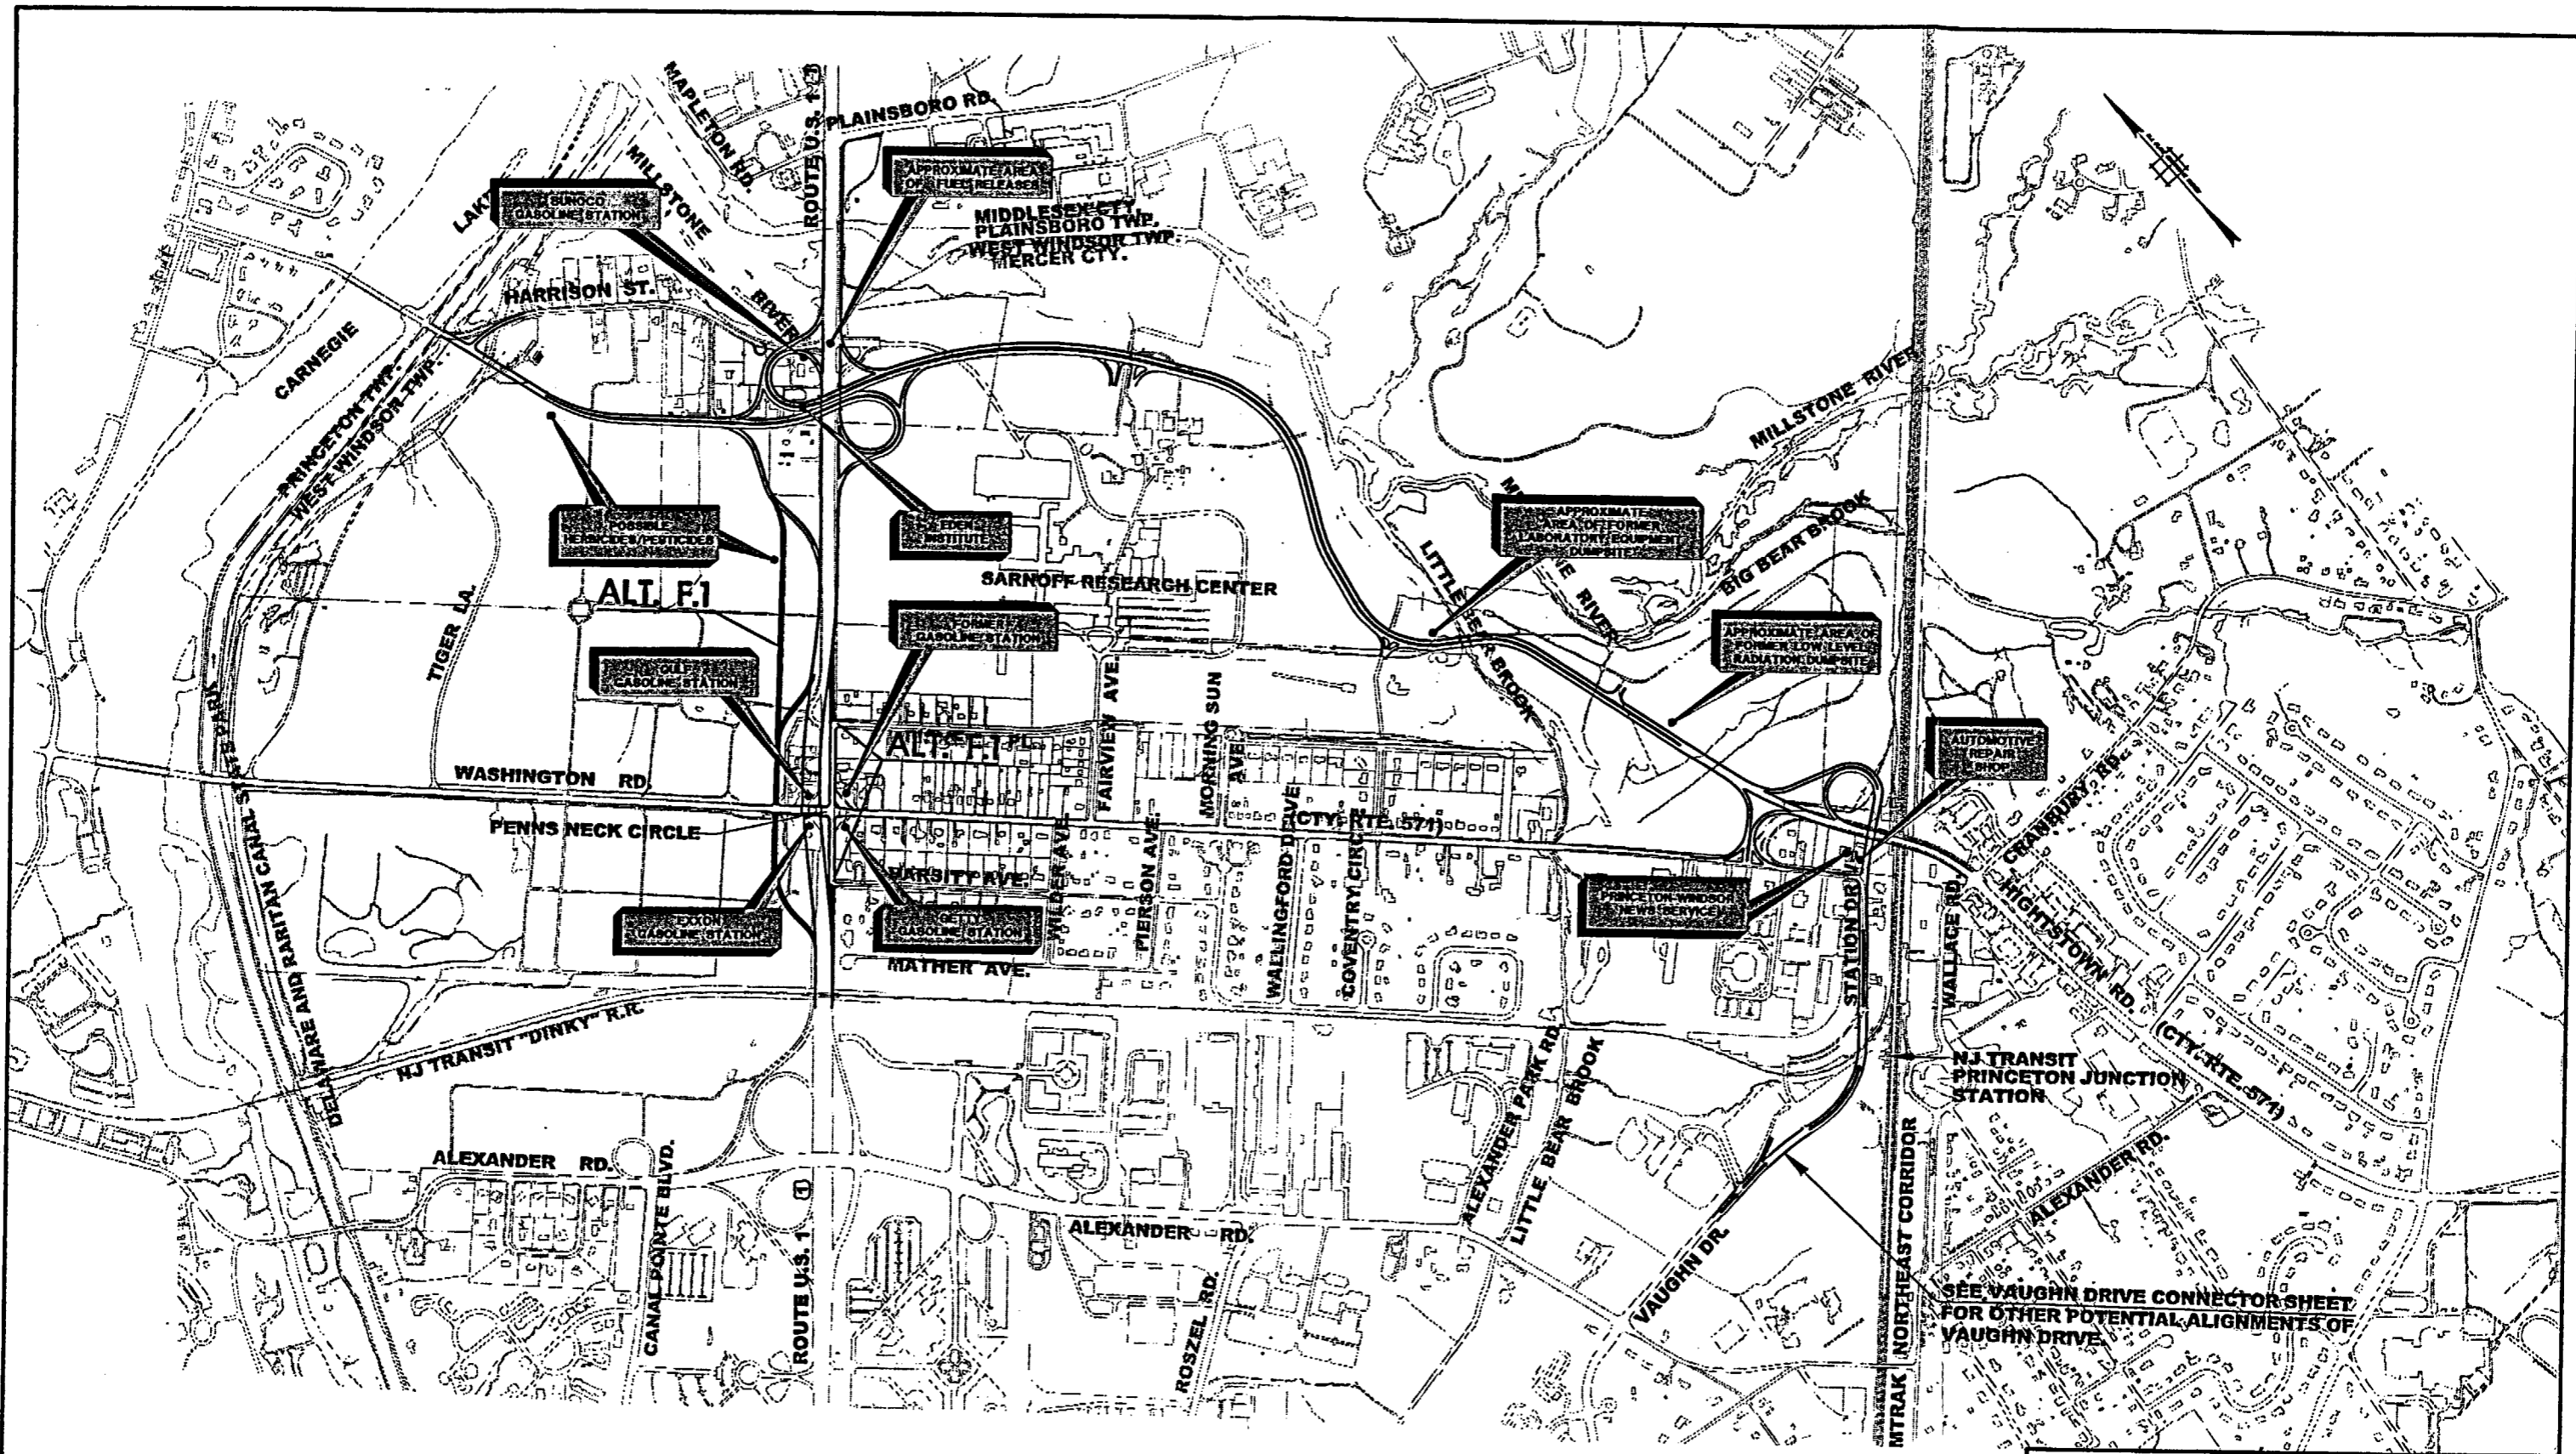 MAPLETON RD.
ROUTE U.S. 1
PLAINSBORO RD.
APPROXIMATE AREA
OF FUEL RELEASES
SUNOCO
GASOLINE STATION
MILLSTONE
RIVER
MIDDLESEX CTY.
PLAINSBORO TWP.
WEST WINDSOR TWP.
MERCER CTY.
HARRISON ST.
CARNEGIE
PRINCETON TWP.
WEST WINDSOR TWP.
MILLSTONE RIVER
POSSIBLE
HERBICIDES/PESTICIDES
EDEN
INSTITUTE
APPROXIMATE
AREA OF FORMER
LABORATORY EQUIPMENT
DUMPSITE
BIG BEAR BROOK
SARNOFF RESEARCH CENTER
ALT. F.1
TIGER LA.
FORMER
GASOLINE STATION
LITTLE BEAR BROOK
RIVER
APPROXIMATE AREA OF
FORMER LOW LEVEL
RADIATION DUMPSITE
GULF
GASOLINE STATION
FAIRVIEW AVE.
MORNING SUN
AVE.
ALT. F.1
PL.
AUTOMOTIVE
REPAIR
SHOP
WASHINGTON RD.
PENNS NECK CIRCLE
(CTY. RTE. 571)
CRANBURY RD.
VARSITY AVE.
WILDER AVE.
PIERSON AVE.
WALLINGFORD DRIVE
COVENTRY CIRCLE
EXXON
GASOLINE STATION
GETTY
GASOLINE STATION
PRINCETON-WINDSOR
NEWS SERVICE
STATION DR.
WALLACE RD.
HIGHTSTOWN RD.
(CTY. RTE. 571)
MATHER AVE.
DELAWARE AND RARITAN CANAL STATE PARK
NJ TRANSIT "DINKY" R.R.
NJ TRANSIT
PRINCETON JUNCTION
STATION
ALEXANDER PARK RD.
LITTLE BEAR BROOK
ALEXANDER RD.
CANAL POINTE BLVD.
ROUTE U.S. 1
ALEXANDER RD.
ROSZEL RD.
VAUGHN DR.
ALEXANDER RD.
MTRAK NORTHEAST CORRIDOR
SEE VAUGHN DRIVE CONNECTOR SHEET
FOR OTHER POTENTIAL ALIGNMENTS OF
VAUGHN DRIVE.